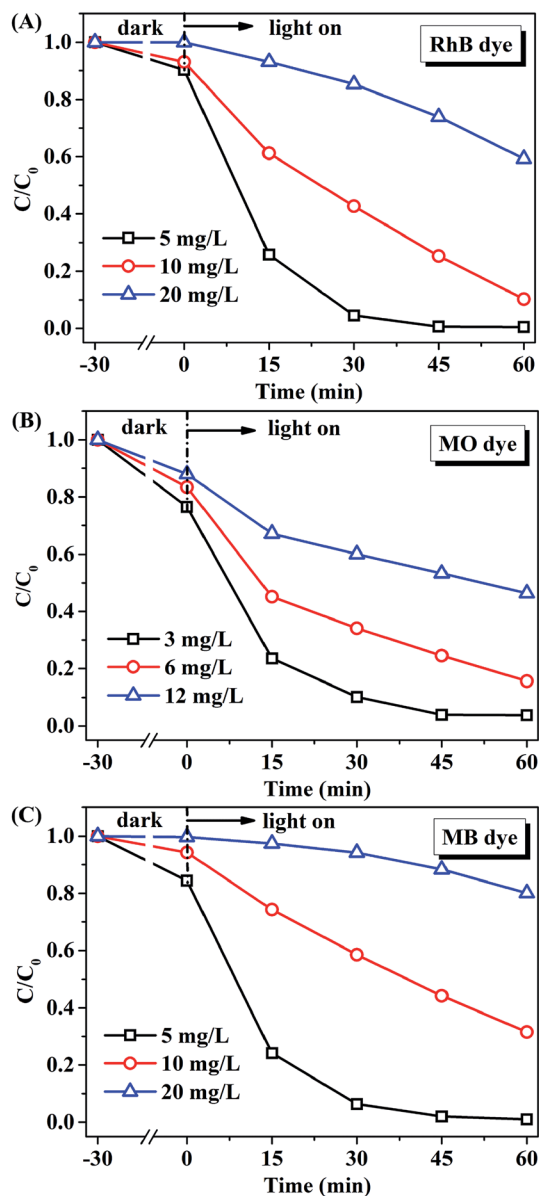 (A)
dark
light on
RhB dye
1.0
0.8
0.6
0.4
0.2
0.0
C/C0
5 mg/L
10 mg/L
20 mg/L
-30
0
15
30
45
60
Time (min)
(B)
dark
light on
MO dye
1.0
0.8
0.6
0.4
0.2
0.0
C/C0
3 mg/L
6 mg/L
12 mg/L
-30
0
15
30
45
60
Time (min)
(C)
dark
light on
MB dye
1.0
0.8
0.6
0.4
0.2
0.0
C/C0
5 mg/L
10 mg/L
20 mg/L
-30
0
15
30
45
60
Time (min)